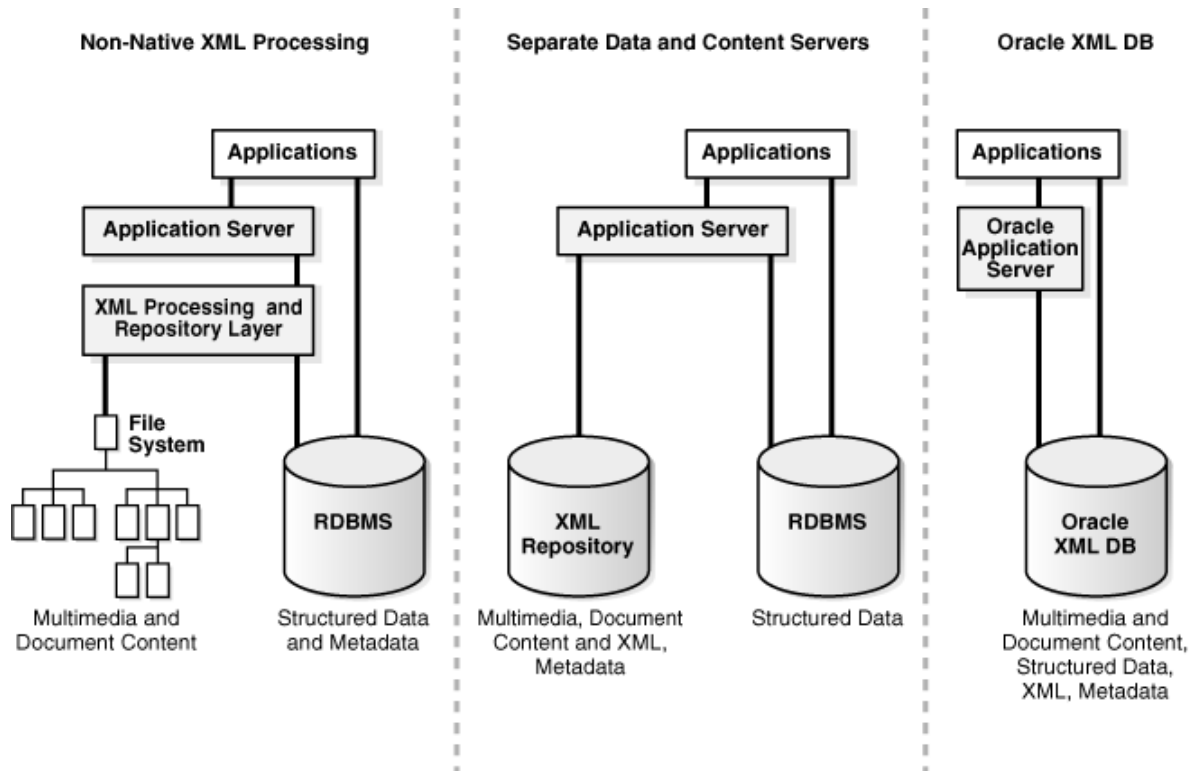 Non-Native XML Processing
Applications
Application Server
XML Processing and
Repository Layer
File
System
RDBMS
Multimedia and
Document Content
Structured Data
and Metadata
Separate Data and Content Servers
Applications
Application Server
XML
Repository
RDBMS
Multimedia, Document
Content and XML,
Metadata
Structured Data
Oracle XML DB
Applications
Oracle
Application
Server
Oracle
XML DB
Multimedia and
Document Content,
Structured Data,
XML, Metadata